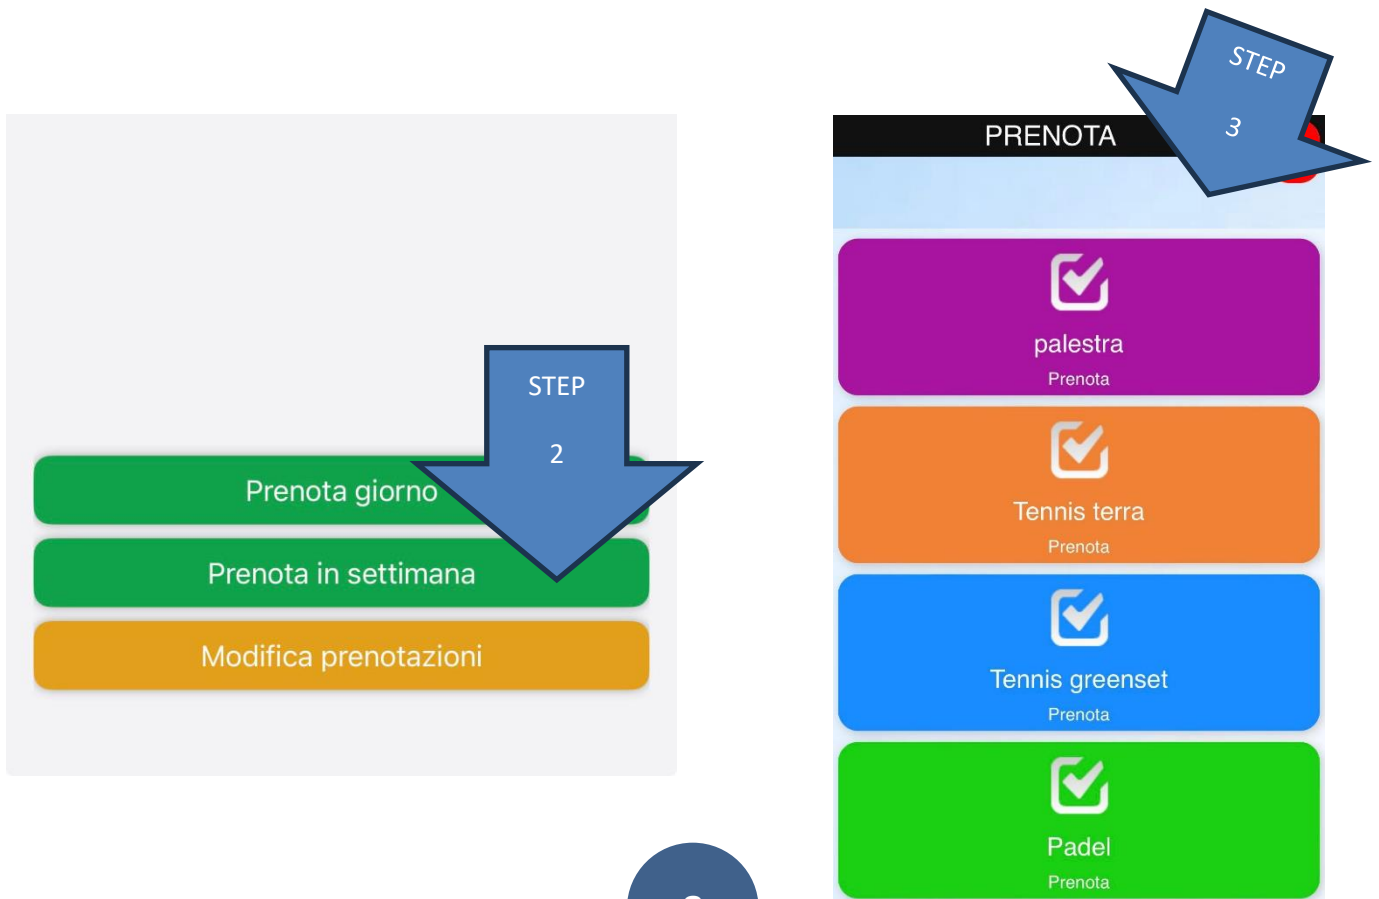 STEP
3
PRENOTA
palestra
Prenota
STEP
2
Prenota giorno
Tennis terra
Prenota
Prenota in settimana
Modifica prenotazioni
Tennis greenset
Prenota
Padel
Prenota